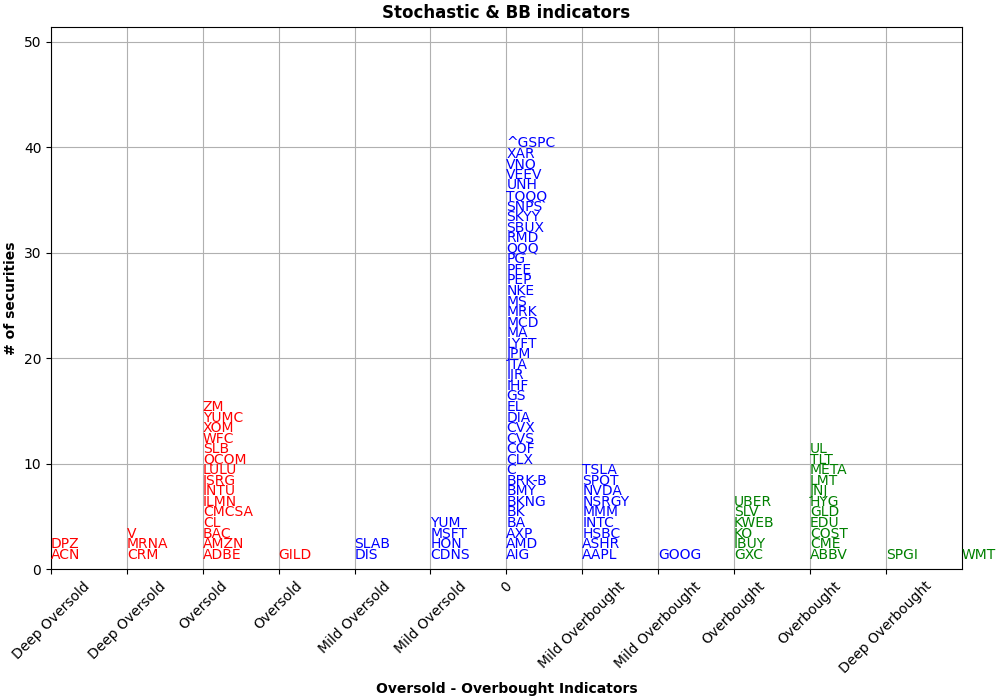 Stochastic & BB indicators
50
40
30
20
10
0
# of securities
DPZ
ACN
V
MRNA
CRM
ZM
YUMC
XOM
WFC
SLB
QCOM
LULU
ISRG
INTU
ILMN
CMCSA
CL
BAC
AMZN
ADBE
GILD
SLAB
DIS
YUM
MSFT
HON
CDNS
^GSPC
XAR
VNQ
VEEV
UNH
TQQQ
SNPS
SKYY
SBUX
RMD
QQQ
PG
PFE
PEP
NKE
MS
MRK
MCD
MA
LYFT
JPM
ITA
IJR
IHF
GS
EL
DIA
CVX
CVS
COF
CLX
C
BRK-B
BMY
BKNG
BK
BA
AXP
AMD
AIG
TSLA
SPOT
NVDA
NSRGY
MMM
INTC
HSBC
ASHR
AAPL
GOOG
UBER
SLV
KWEB
KO
IBUY
GXC
UL
TLT
META
LMT
JNJ
HYG
GLD
EDU
COST
CME
ABBV
SPGI
WMT
Deep Oversold
Deep Oversold
Oversold
Oversold
Mild Oversold
Mild Oversold
0
Mild Overbought
Mild Overbought
Overbought
Overbought
Deep Overbought
Oversold - Overbought Indicators